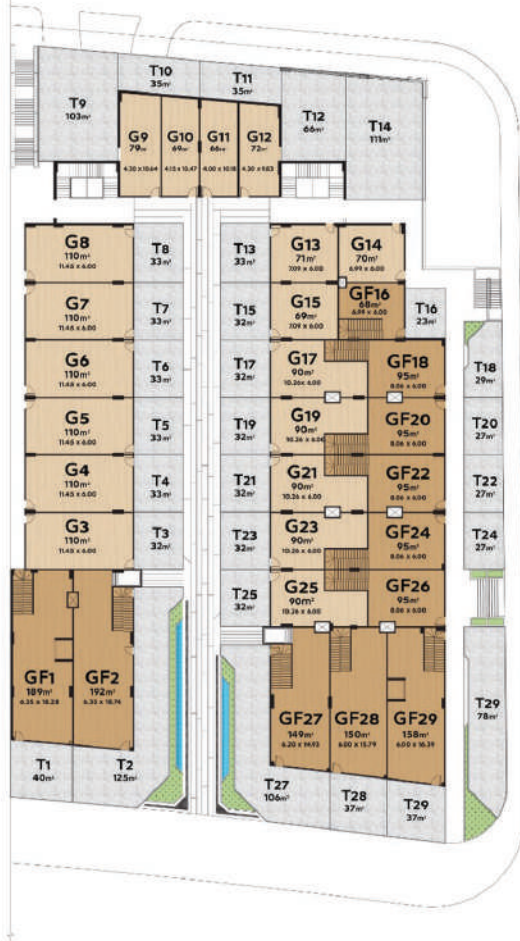 T10
35m²
T11
35m²
T9
103m²
T12
66m²
T14
111m²
G9
79m²
4.30 x 10.64
G10
69m²
4.15 x 10.47
G11
66m²
4.00 x 10.18
G12
72m²
4.30 x 9.83
G8
110m²
11.45 x 6.00
T8
33m²
T13
33m²
G13
71m²
7.09 x 6.00
G14
70m²
6.99 x 6.00
G7
110m²
11.45 x 6.00
T7
33m²
T15
32m²
G15
69m²
7.09 x 6.00
GF16
68m²
6.99 x 6.00
T16
23m²
G6
110m²
11.45 x 6.00
T6
33m²
T17
32m²
G17
90m²
10.26 x 6.00
GF18
95m²
8.06 x 6.00
T18
29m²
G5
110m²
11.45 x 6.00
T5
33m²
T19
32m²
G19
90m²
10.26 x 6.00
GF20
95m²
8.06 x 6.00
T20
27m²
G4
110m²
11.45 x 6.00
T4
33m²
T21
32m²
G21
90m²
10.26 x 6.00
GF22
95m²
8.06 x 6.00
T22
27m²
G3
110m²
11.45 x 6.00
T3
32m²
T23
32m²
G23
90m²
10.26 x 6.00
GF24
95m²
8.06 x 6.00
T24
27m²
T25
32m²
G25
90m²
10.26 x 6.00
GF26
95m²
8.06 x 6.00
GF1
189m²
6.25 x 18.28
GF2
192m²
6.30 x 18.74
GF27
149m²
6.20 x 14.93
GF28
150m²
6.00 x 15.79
GF29
158m²
6.00 x 16.39
T29
78m²
T1
40m²
T2
125m²
T27
106m²
T28
37m²
T29
37m²